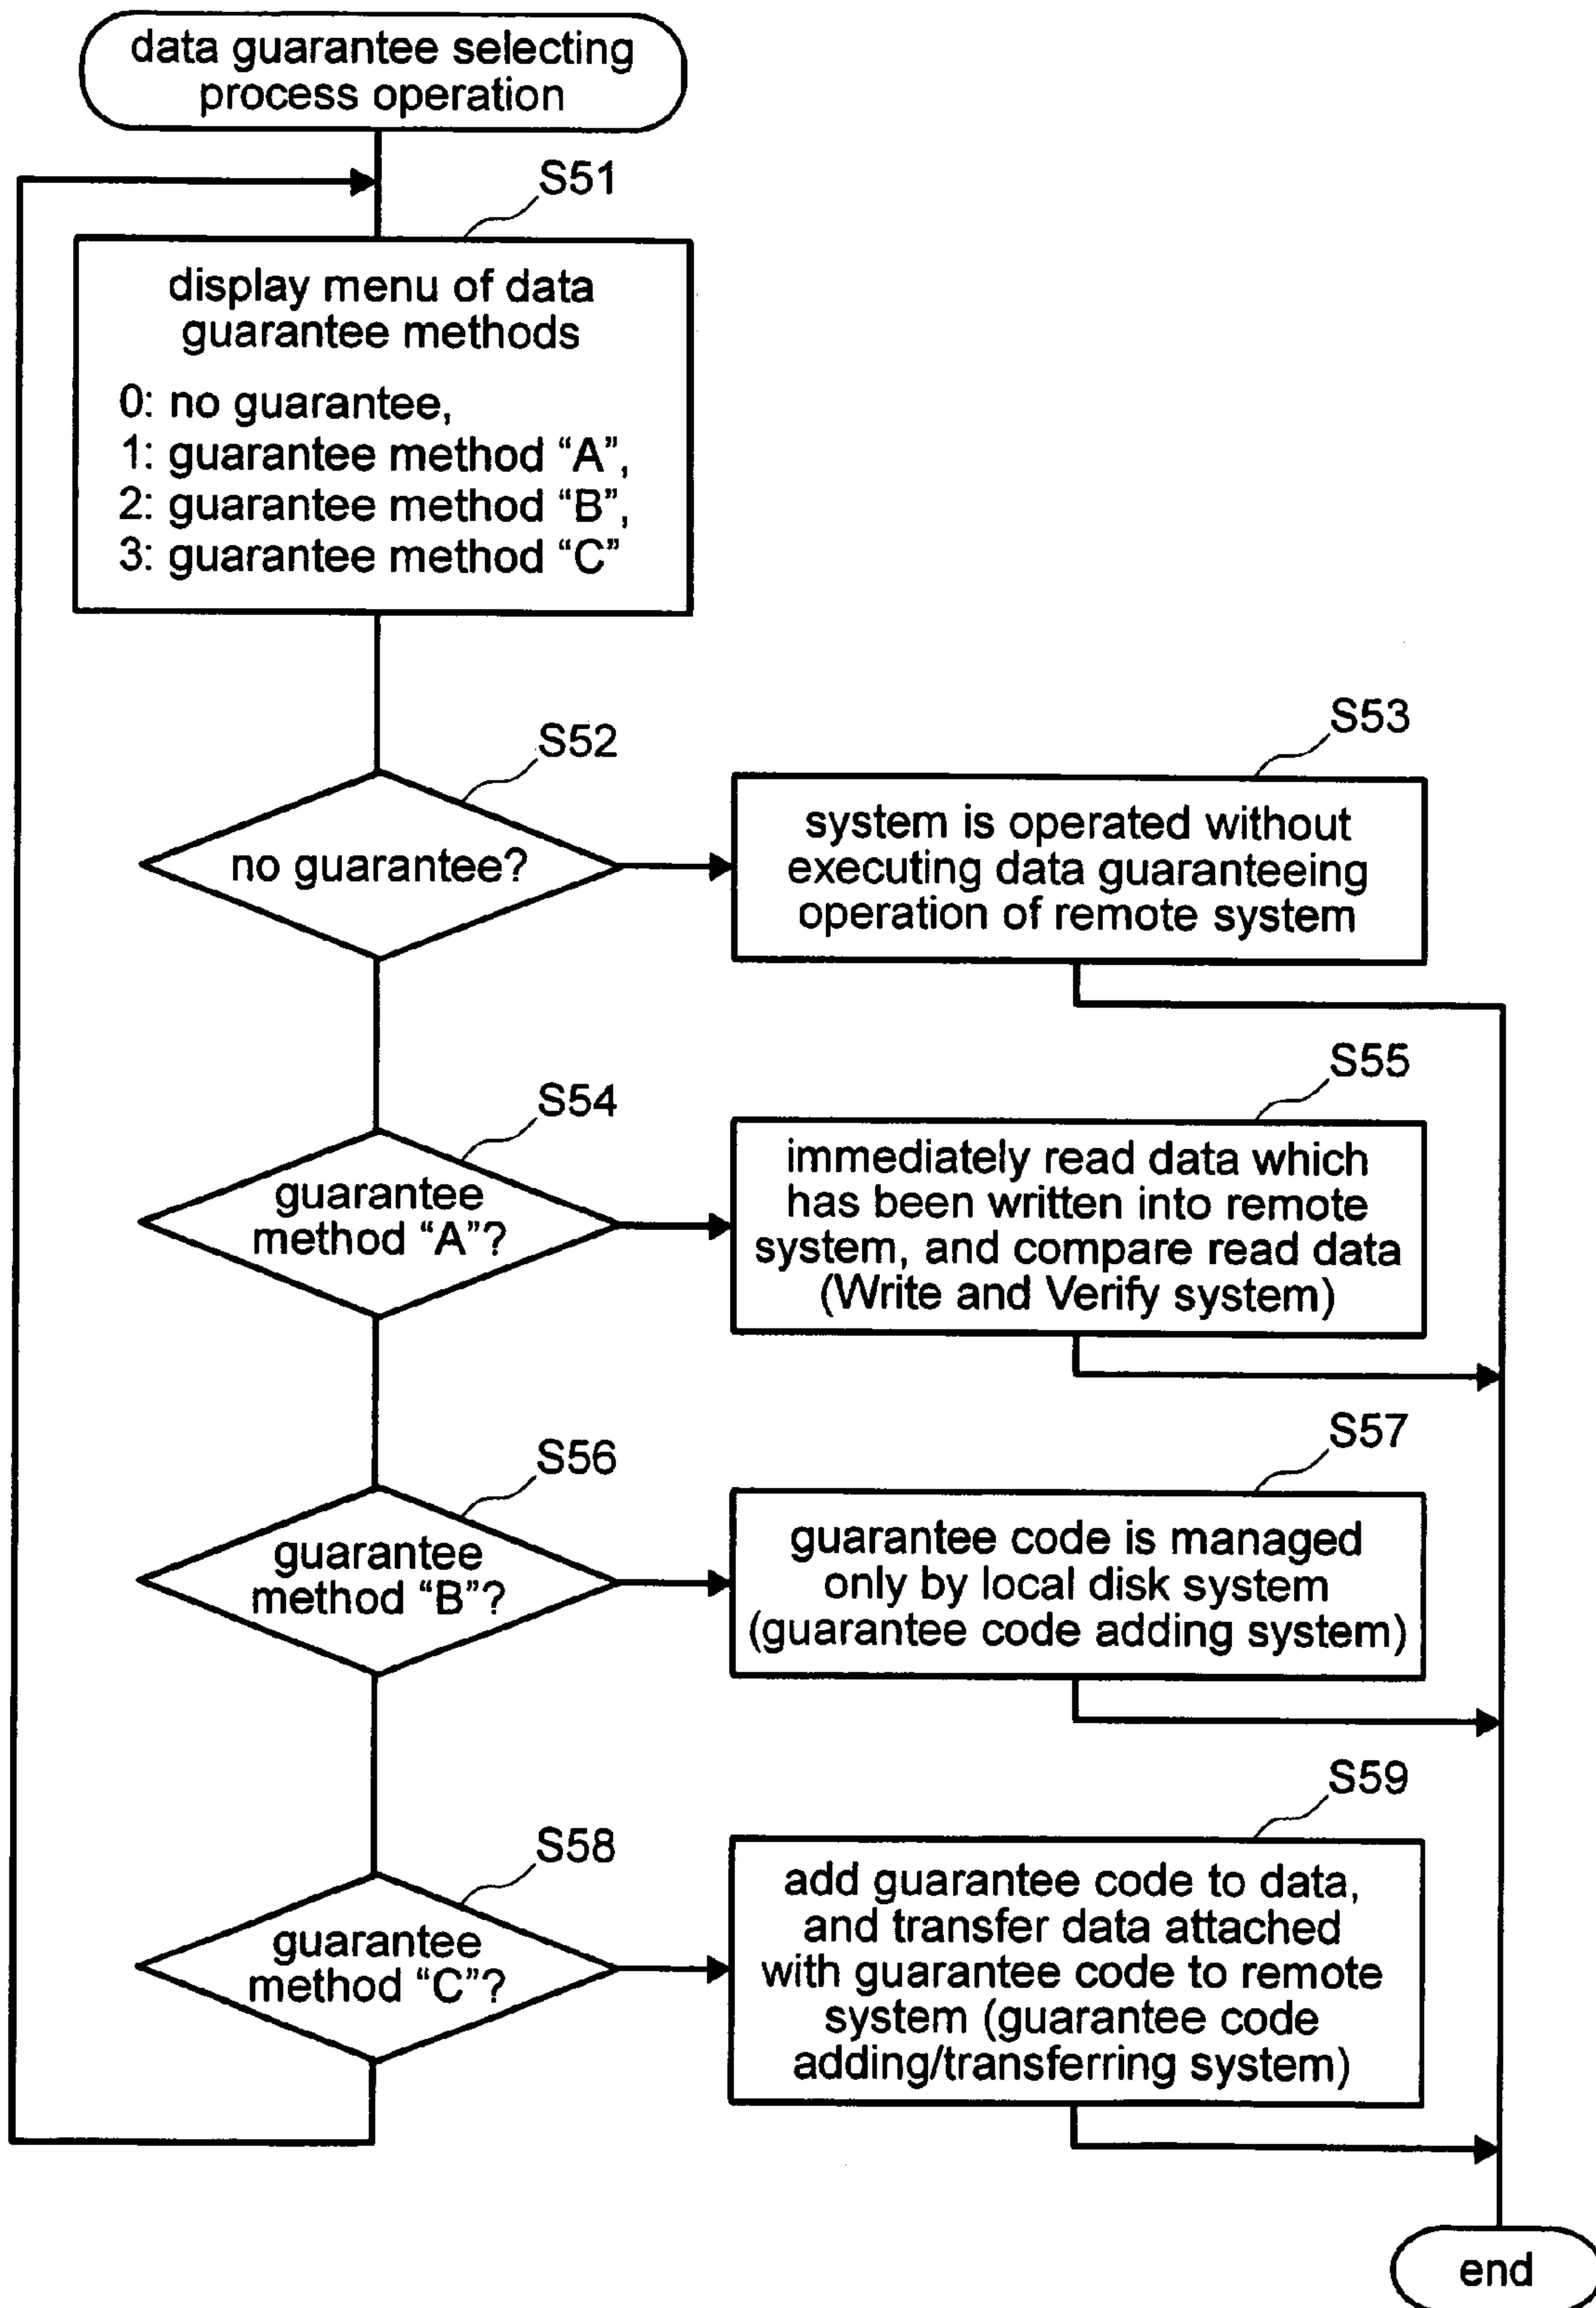 data guarantee selecting
process operation
S51
display menu of data
guarantee methods
0: no guarantee,
1: guarantee method “A”,
2: guarantee method “B”,
3: guarantee method “C”
S52
no guarantee?
S53
system is operated without
executing data guaranteeing
operation of remote system
S54
guarantee
method “A”?
S55
immediately read data which
has been written into remote
system, and compare read data
(Write and Verify system)
S56
guarantee
method “B”?
S57
guarantee code is managed
only by local disk system
(guarantee code adding system)
S58
guarantee
method “C”?
S59
add guarantee code to data,
and transfer data attached
with guarantee code to remote
system (guarantee code
adding/transferring system)
end